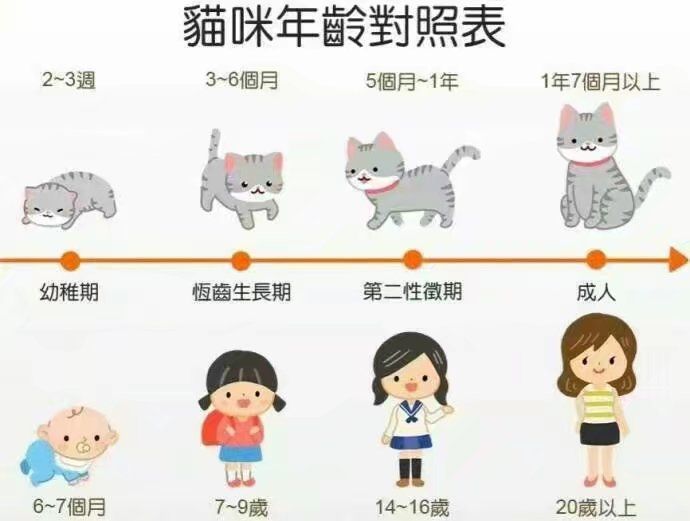 貓咪年齡對照表
2~3週
3~6個月
5個月~1年
1年7個月以上
幼稚期
恆齒生長期
第二性徵期
成人
6~7個月
7~9歲
14~16歲
20歲以上